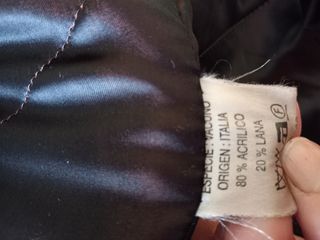 ESPECIE: VACUNO
ORIGEN: ITALIA
80 % ACRILICO
20 % LANA
F